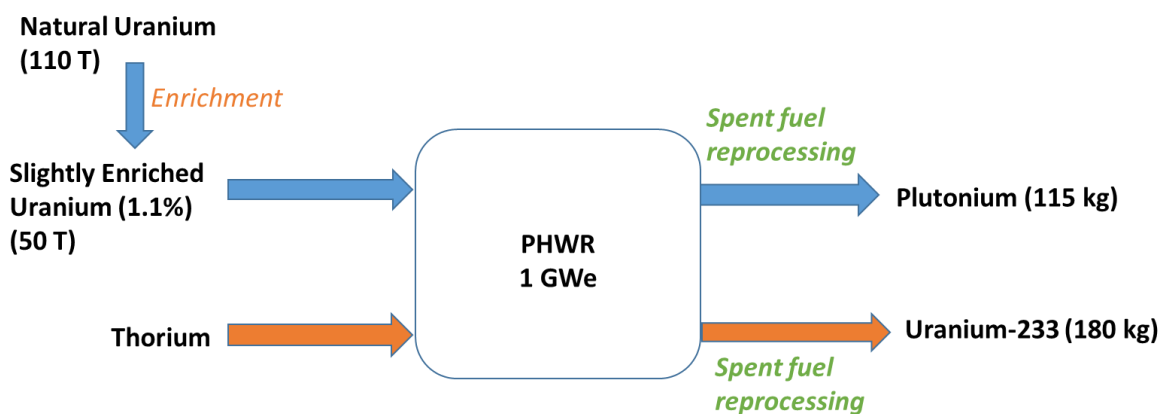 Natural Uranium
(110 T)
Enrichment
Slightly Enriched
Uranium (1.1%)
(50 T)
Thorium
PHWR
1 GWe
Spent fuel
reprocessing
Plutonium (115 kg)
Uranium-233 (180 kg)
Spent fuel
reprocessing